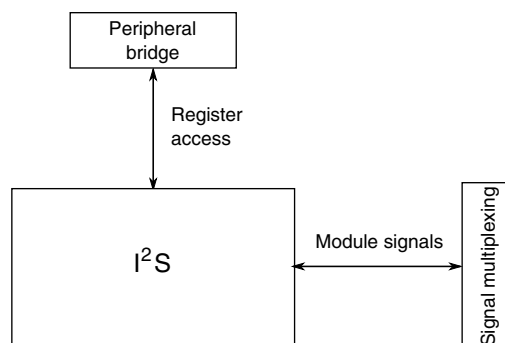 Peripheral
bridge
Register
access
I²S
Module signals
Signal multiplexing